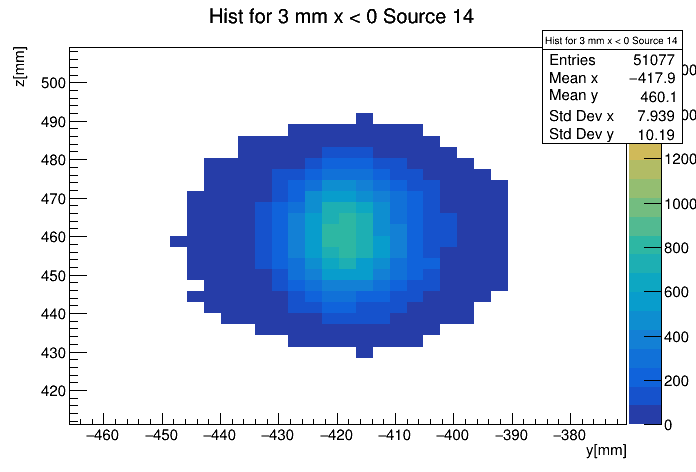 Hist for 3 mm x < 0 Source 14
z[mm]
Hist for 3 mm x < 0 Source 14
Entries 51077
Mean x −417.9
Mean y 460.1
Std Dev x 7.939
Std Dev y 10.19
500
490
480
470
460
450
440
430
420
1200
1000
800
600
400
200
0
−460 −450 −440 −430 −420 −410 −400 −390 −380
y[mm]